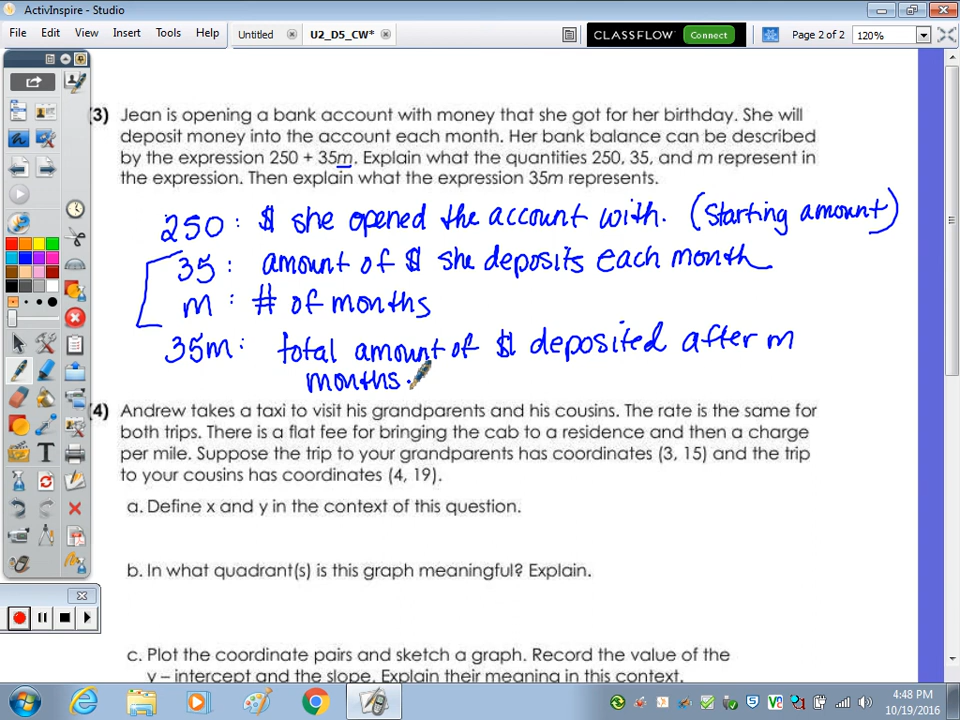 ActivInspire - Studio
File Edit View Insert Tools Help Untitled U2_D5_CW* CLASSFLOW Connect Page 2 of 2 120%
(3) Jean is opening a bank account with money that she got for her birthday. She will
deposit money into the account each month. Her bank balance can be described
by the expression 250 + 35m. Explain what the quantities 250, 35, and m represent in
the expression. Then explain what the expression 35m represents.
250 : $ she opened the account with. (starting amount)
35 : amount of $ she deposits each month
m : # of months
35m : total amount of $ deposited after m
months.
(4) Andrew takes a taxi to visit his grandparents and his cousins. The rate is the same for
both trips. There is a flat fee for bringing the cab to a residence and then a charge
per mile. Suppose the trip to your grandparents has coordinates (3, 15) and the trip
to your cousins has coordinates (4, 19).
a. Define x and y in the context of this question.
b. In what quadrant(s) is this graph meaningful? Explain.
c. Plot the coordinate pairs and sketch a graph. Record the value of the
y – intercept and the slope. Explain their meaning in this context.
4:48 PM
10/19/2016